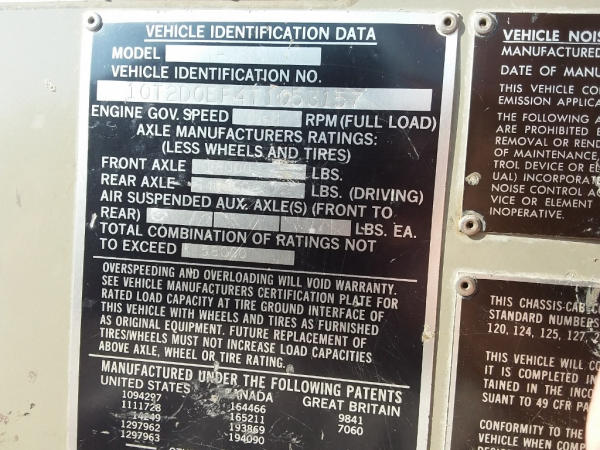 VEHICLE IDENTIFICATION DATA
MODEL
VEHICLE IDENTIFICATION NO.
ENGINE GOV. SPEED RPM (FULL LOAD)
AXLE MANUFACTURERS RATINGS:
(LESS WHEELS AND TIRES)
FRONT AXLE LBS.
REAR AXLE LBS. (DRIVING)
AIR SUSPENDED AUX. AXLE(S) (FRONT TO
REAR) LBS. EA.
TOTAL COMBINATION OF RATINGS NOT
TO EXCEED
OVERSPEEDING AND OVERLOADING WILL VOID WARRANTY.
SEE VEHICLE MANUFACTURERS CERTIFICATION PLATE FOR
RATED LOAD CAPACITY AT TIRE GROUND INTERFACE OF
THIS VEHICLE WITH WHEELS AND TIRES AS FURNISHED
AS ORIGINAL EQUIPMENT. FUTURE REPLACEMENT OF
TIRES/WHEELS MUST NOT INCREASE LOAD CAPACITIES
ABOVE AXLE, WHEEL OR TIRE RATING.
MANUFACTURED UNDER THE FOLLOWING PATENTS
UNITED STATES CANADA GREAT BRITAIN
1094297 164466 9841
1111728 165211 7060
14249 193869
1297962 194090
1297963
VEHICLE NOIS
MANUFACTURED
DATE OF MANU
THIS VEHICLE CO
EMISSION APPLICA
THE FOLLOWING A
ARE PROHIBITED B
REMOVAL OR REND
OF MAINTENANCE,
TROL DEVICE OR EL
UAL) INCORPORAT
NOISE CONTROL AC
VICE OR ELEMENT
INOPERATIVE.
THIS CHASSIS-CAB C
STANDARD NUMBERS
120, 124, 125, 127,
THIS VEHICLE WILL CO
IT IS COMPLETED IN
TAINED IN THE INCO
SUANT TO 49 CFR PA
CONFORMITY TO THE
VEHICLE WHEN COMP